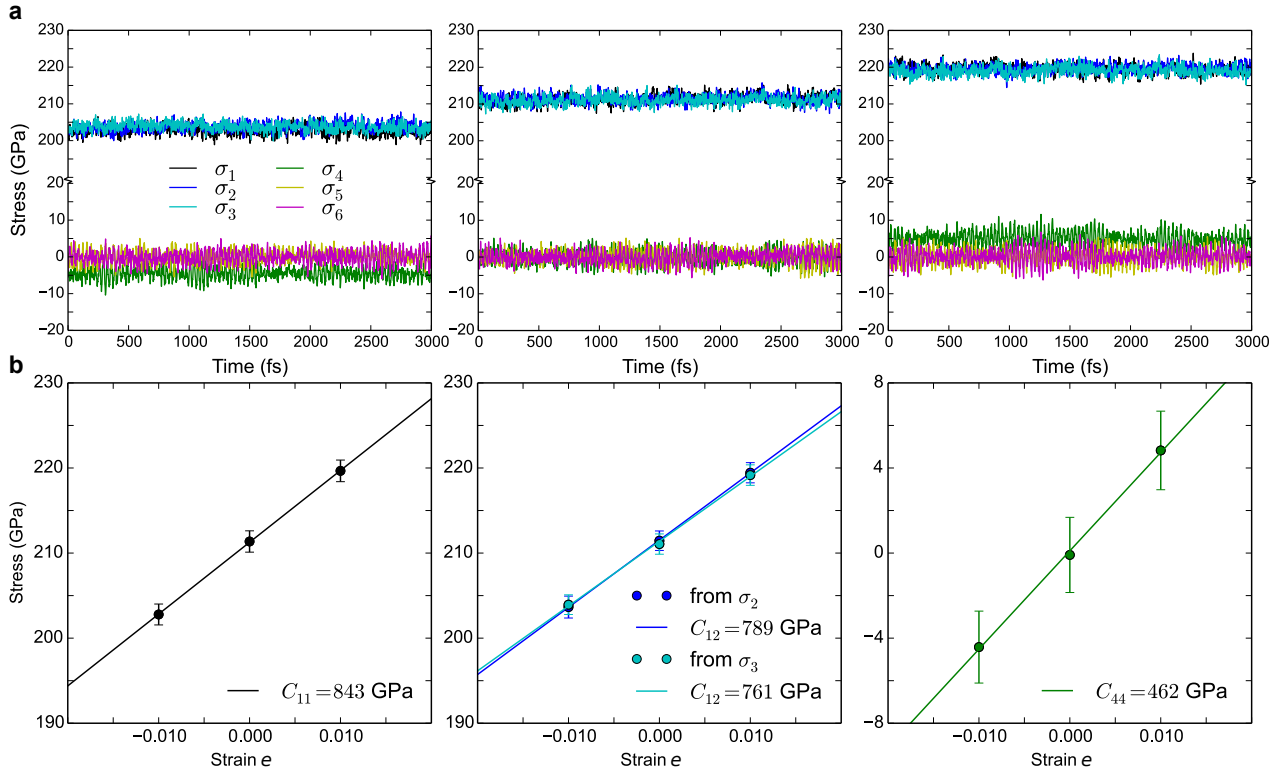 a
230
220
210
200
20
10
0
−10
−20
Stress (GPa)
σ1
σ2
σ3
σ4
σ5
σ6
0 500 1000 1500 2000 2500 3000
Time (fs)
230
220
210
200
20
10
0
−10
−20
0 500 1000 1500 2000 2500 3000
Time (fs)
230
220
210
200
20
10
0
−10
−20
0 500 1000 1500 2000 2500 3000
Time (fs)
b
230
220
210
200
190
Stress (GPa)
C11=843 GPa
−0.010 0.000 0.010
Strain e
230
220
210
200
190
from σ2
C12=789 GPa
from σ3
C12=761 GPa
−0.010 0.000 0.010
Strain e
8
4
0
−4
−8
C44=462 GPa
−0.010 0.000 0.010
Strain e